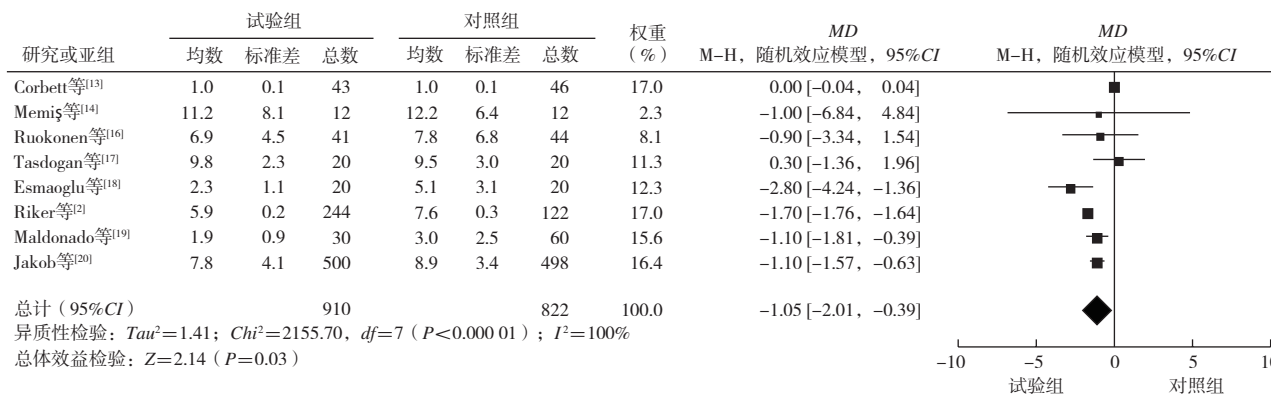 试验组 对照组 权重 MD MD
研究或亚组 均数 标准差 总数 均数 标准差 总数 （%） M-H，随机效应模型，95%CI M-H，随机效应模型，95%CI
Corbett等[13] 1.0 0.1 43 1.0 0.1 46 17.0 0.00 [-0.04， 0.04]
Memiş等[14] 11.2 8.1 12 12.2 6.4 12 2.3 -1.00 [-6.84， 4.84]
Ruokonen等[16] 6.9 4.5 41 7.8 6.8 44 8.1 -0.90 [-3.34， 1.54]
Tasdogan等[17] 9.8 2.3 20 9.5 3.0 20 11.3 0.30 [-1.36， 1.96]
Esmaoglu等[18] 2.3 1.1 20 5.1 3.1 20 12.3 -2.80 [-4.24， -1.36]
Riker等[2] 5.9 0.2 244 7.6 0.3 122 17.0 -1.70 [-1.76， -1.64]
Maldonado等[19] 1.9 0.9 30 3.0 2.5 60 15.6 -1.10 [-1.81， -0.39]
Jakob等[20] 7.8 4.1 500 8.9 3.4 498 16.4 -1.10 [-1.57， -0.63]
总计（95%CI） 910 822 100.0 -1.05 [-2.01， -0.39]
异质性检验：Tau²=1.41；Chi²=2155.70，df=7（P<0.000 01）；I²=100%
总体效益检验：Z=2.14（P=0.03）
-10 -5 0 5 10
试验组 对照组